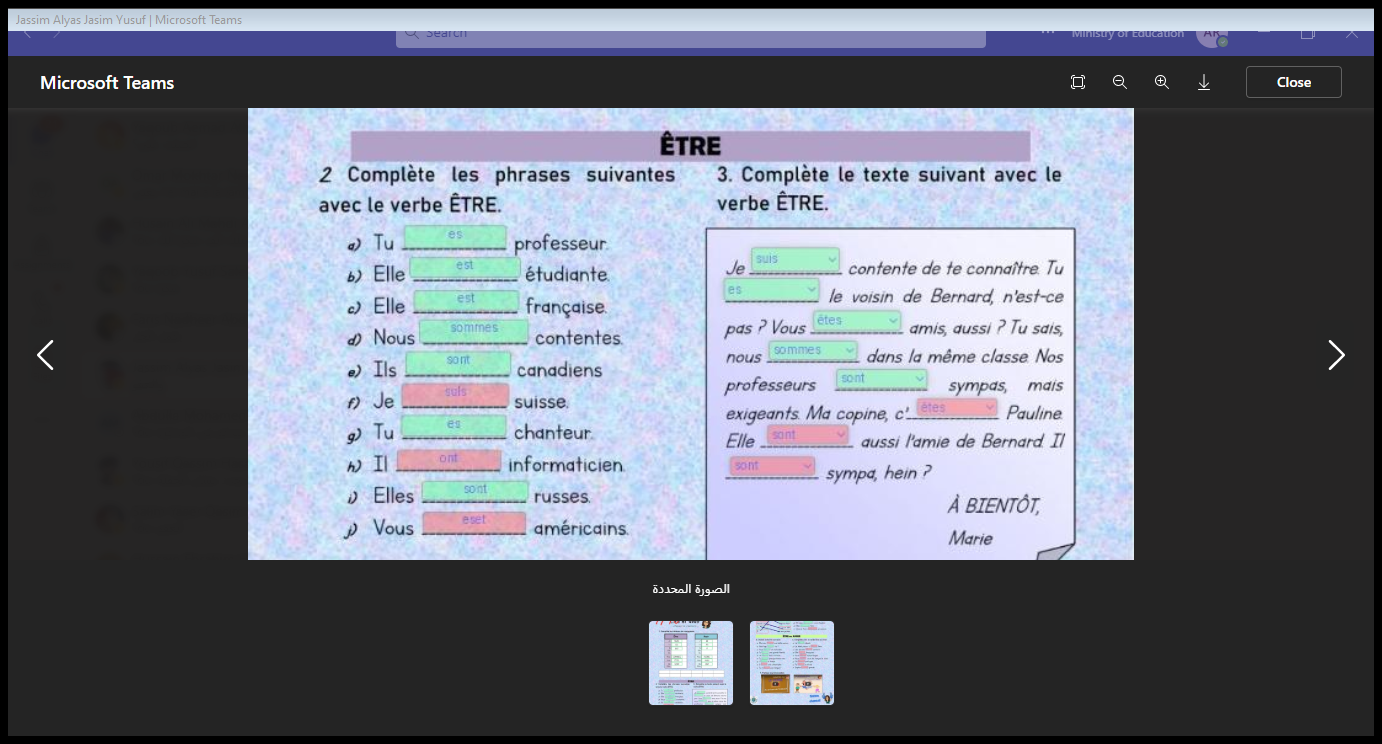 Jassim Alyas Jasim Yusuf | Microsoft Teams
Search
Ministry of Education
AR
Microsoft Teams
Close
ÊTRE
2 Complète les phrases suivantes
avec le verbe ÊTRE.
a) Tu es professeur.
b) Elle est étudiante.
c) Elle est française.
d) Nous sommes contentes.
e) Ils sont canadiens
f) Je suls suisse.
g) Tu es chanteur.
h) Il ont informaticien.
i) Elles sont russes.
j) Vous eset américains.
3. Complète le texte suivant avec le
verbe ÊTRE.
Je suis contente de te connaître. Tu
es le voisin de Bernard, n'est-ce
pas ? Vous êtes amis, aussi ? Tu sais,
nous sommes dans la même classe. Nos
professeurs sont sympas, mais
exigeants. Ma copine, c' êtes Pauline.
Elle sont aussi l'amie de Bernard. Il
sont sympa, hein ?
À BIENTÔT,
Marie
الصورة المحددة